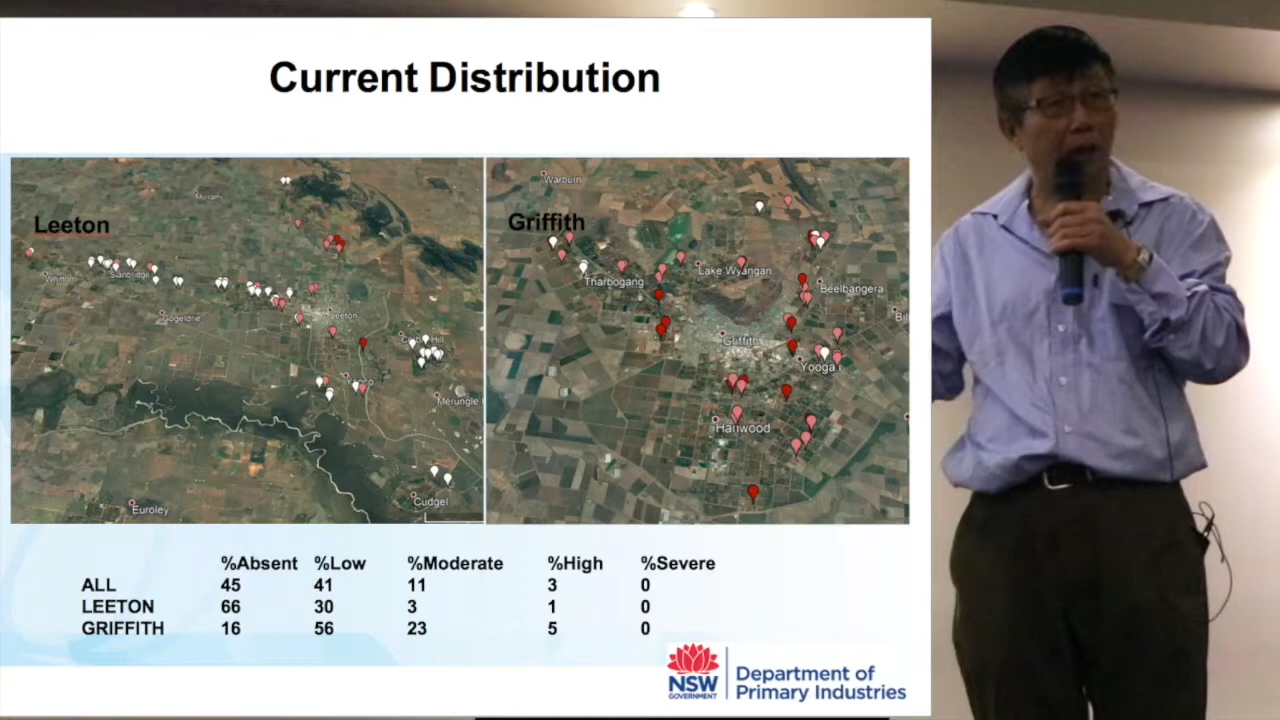 Current Distribution
Leeton
Murrami
Whitton
Stanbridge
Gogeldrie
Leeton
Yanco
Merungle Hill
Cudgel
Euroley
Griffith
Warburn
Tharbogang
Lake Wyangan
Beelbangera
Griffith
Hanwood
%Absent %Low %Moderate %High %Severe
ALL 45 41 11 3 0
LEETON 66 30 3 1 0
GRIFFITH 16 56 23 5 0
NSW
GOVERNMENT
Department of
Primary Industries